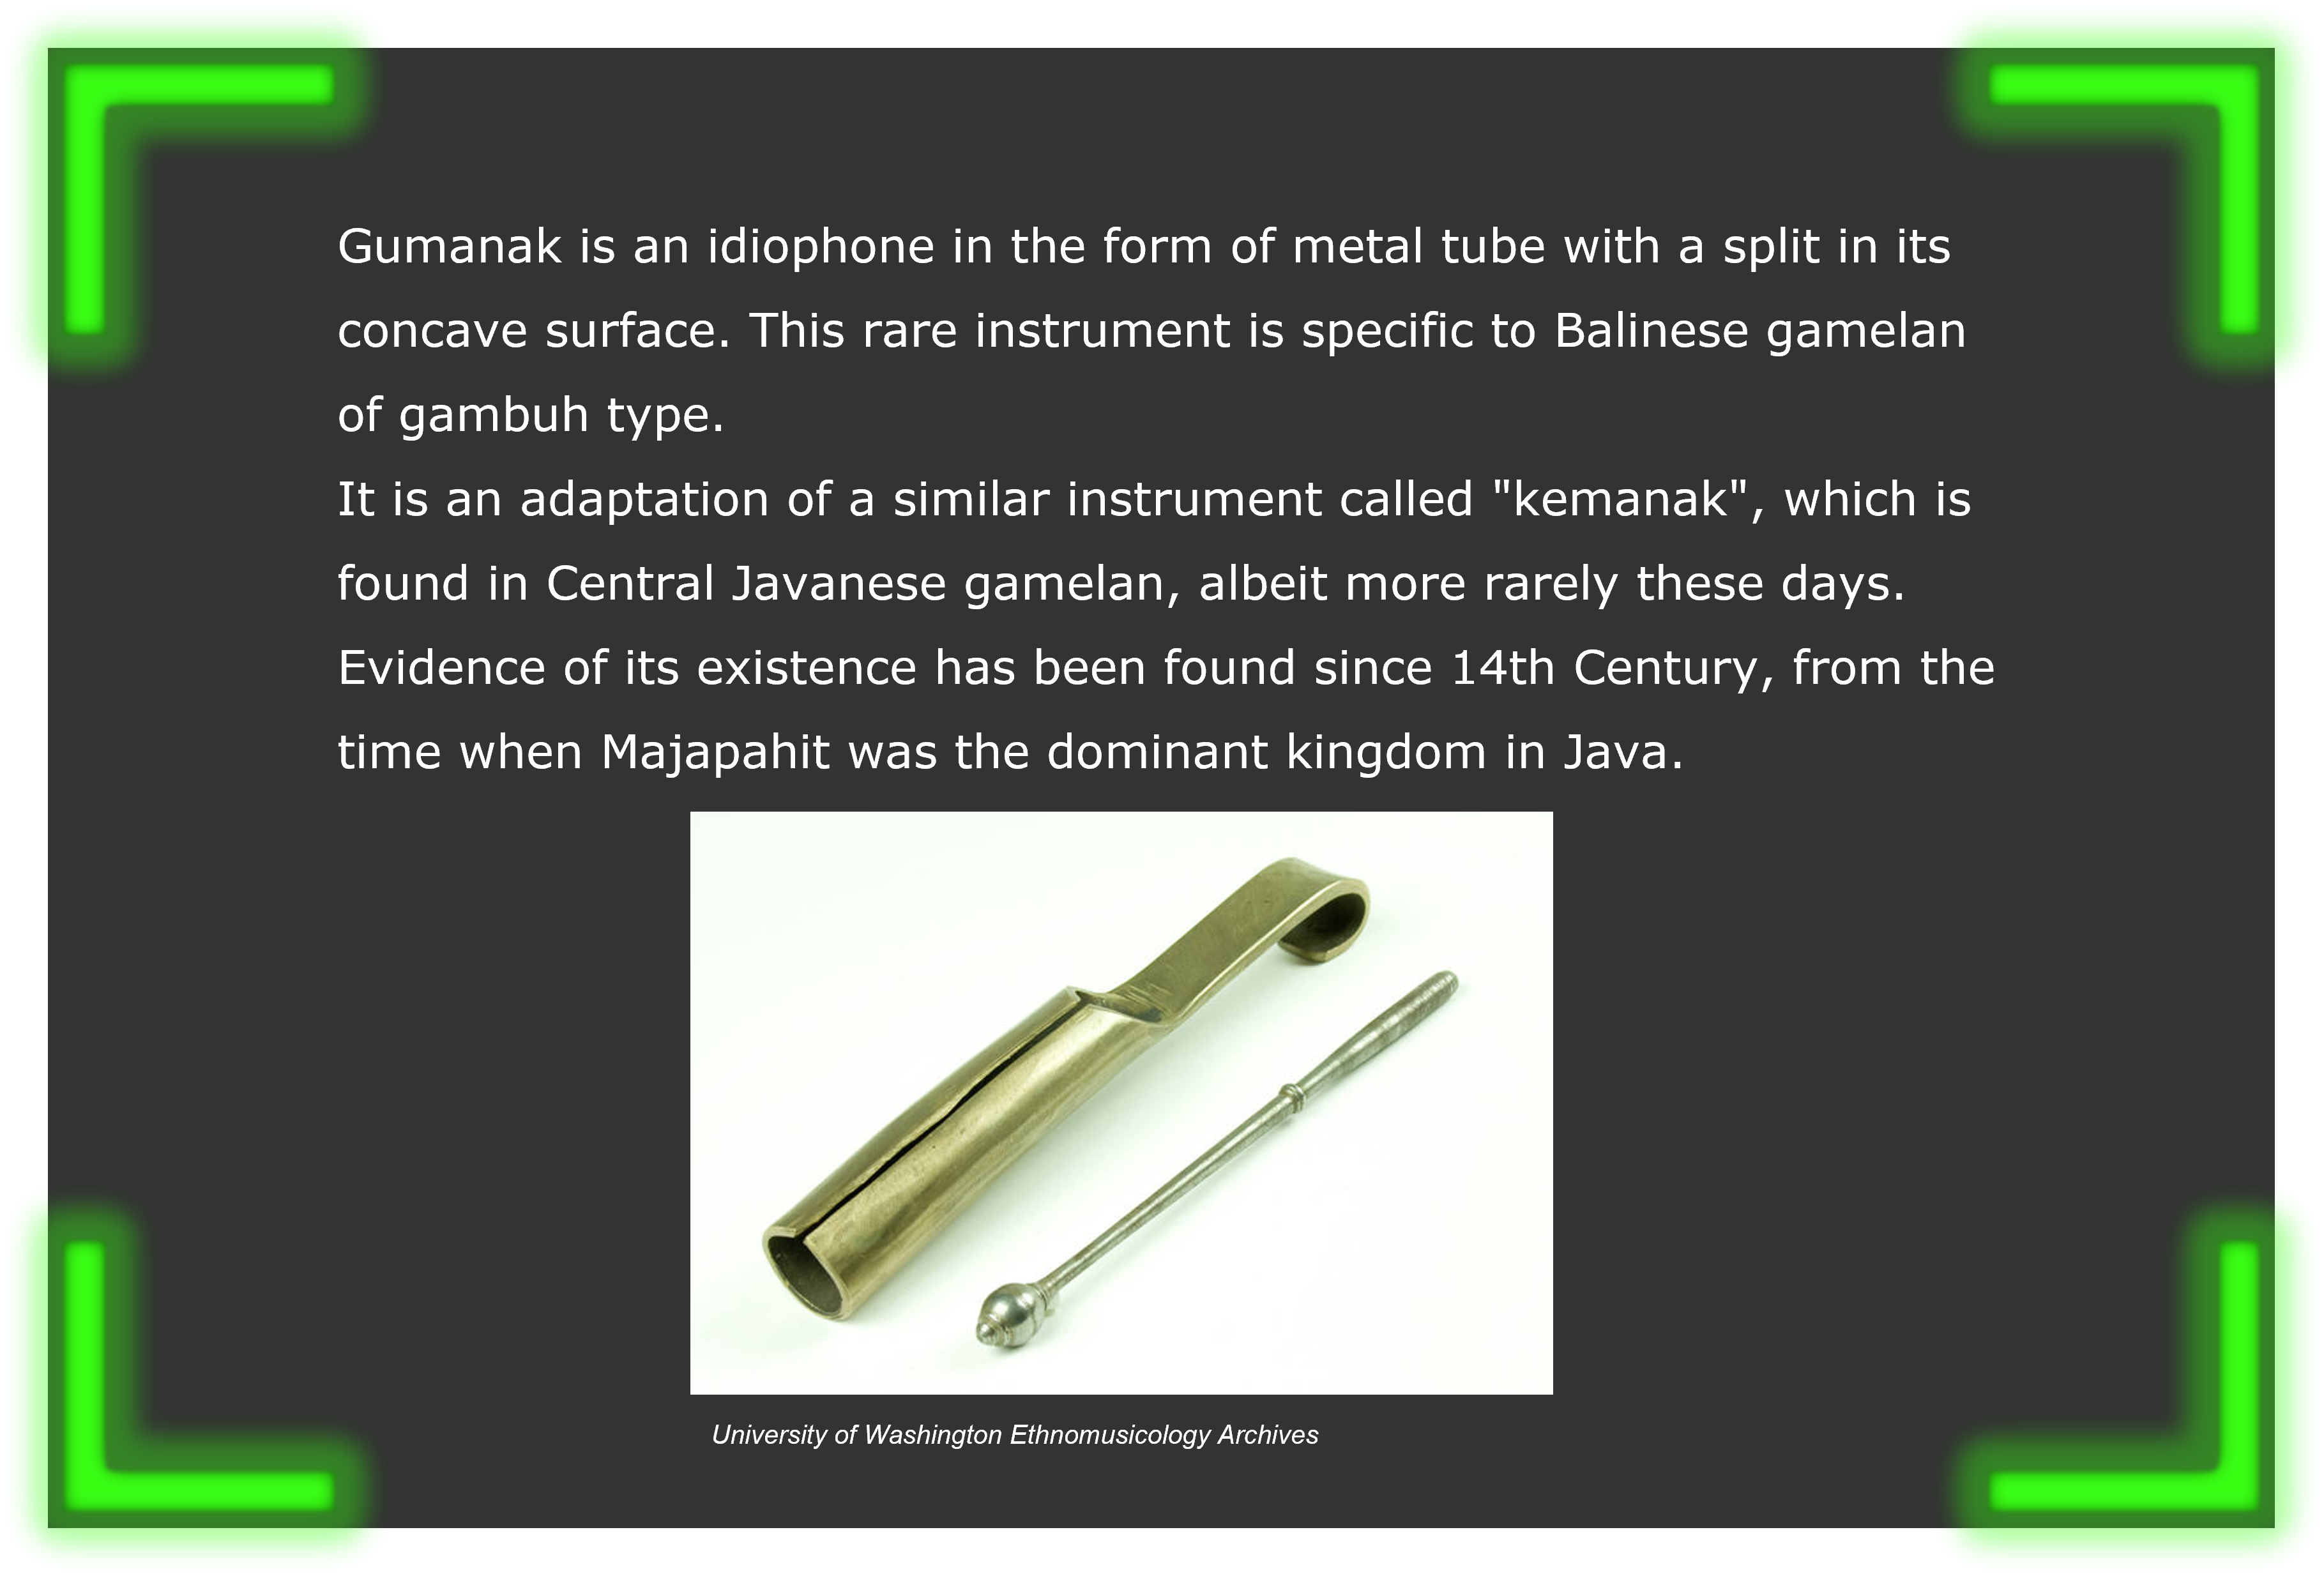 Gumanak is an idiophone in the form of metal tube with a split in its
concave surface. This rare instrument is specific to Balinese gamelan
of gambuh type.
It is an adaptation of a similar instrument called "kemanak", which is
found in Central Javanese gamelan, albeit more rarely these days.
Evidence of its existence has been found since 14th Century, from the
time when Majapahit was the dominant kingdom in Java.
University of Washington Ethnomusicology Archives